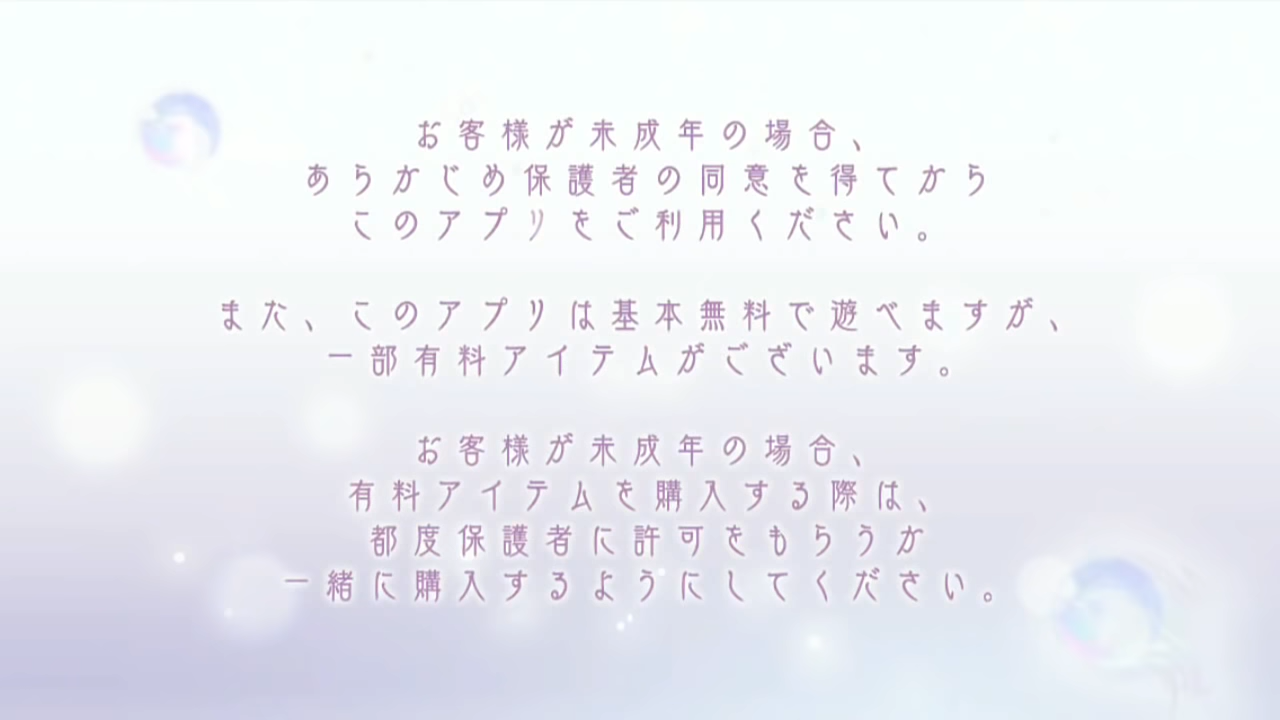 お客様が未成年の場合、
あらかじめ保護者の同意を得てから
このアプリをご利用ください。
また、このアプリは基本無料で遊べますが、
一部有料アイテムがございます。
お客様が未成年の場合、
有料アイテムを購入する際は、
都度保護者に許可をもらうか
一緒に購入するようにしてください。